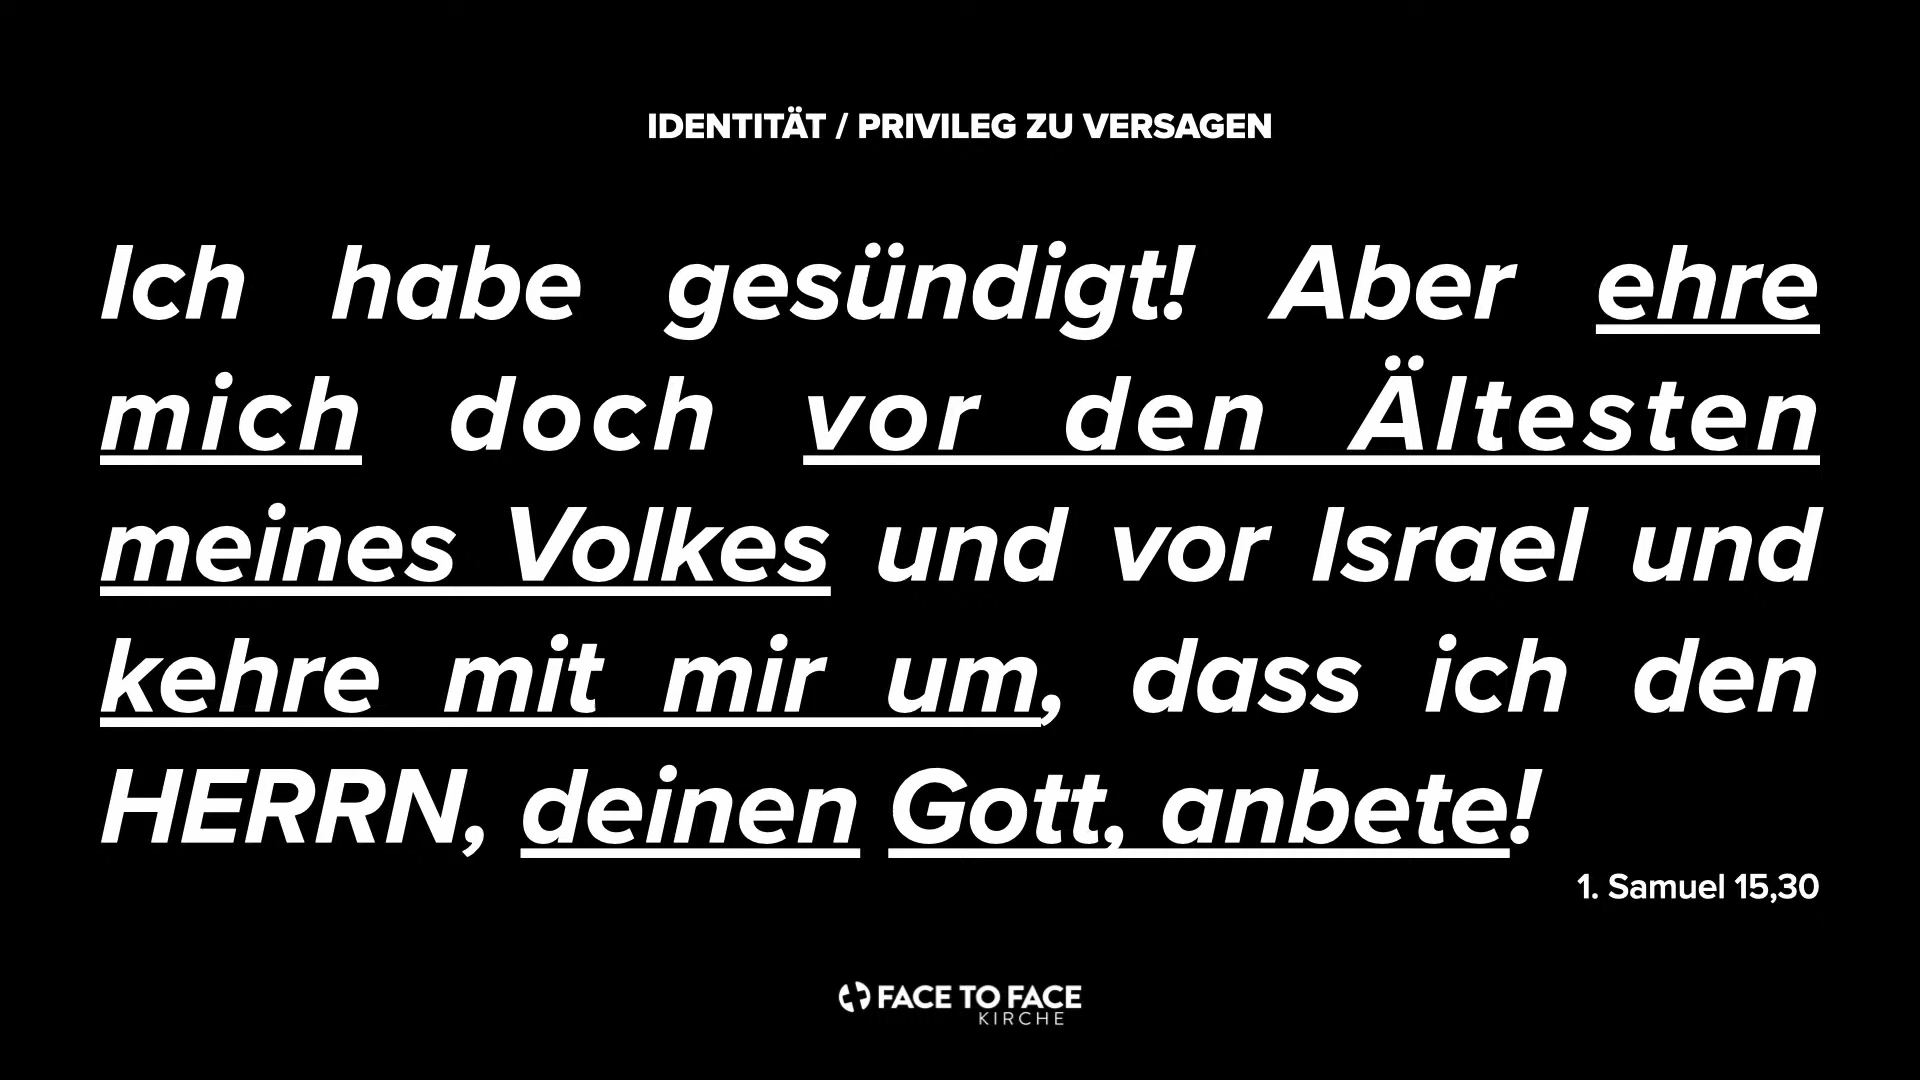 IDENTITÄT / PRIVILEG ZU VERSAGEN
Ich habe gesündigt! Aber ehre
mich doch vor den Ältesten
meines Volkes und vor Israel und
kehre mit mir um, dass ich den
HERRN, deinen Gott, anbete!
1. Samuel 15,30
FACE TO FACE
KIRCHE